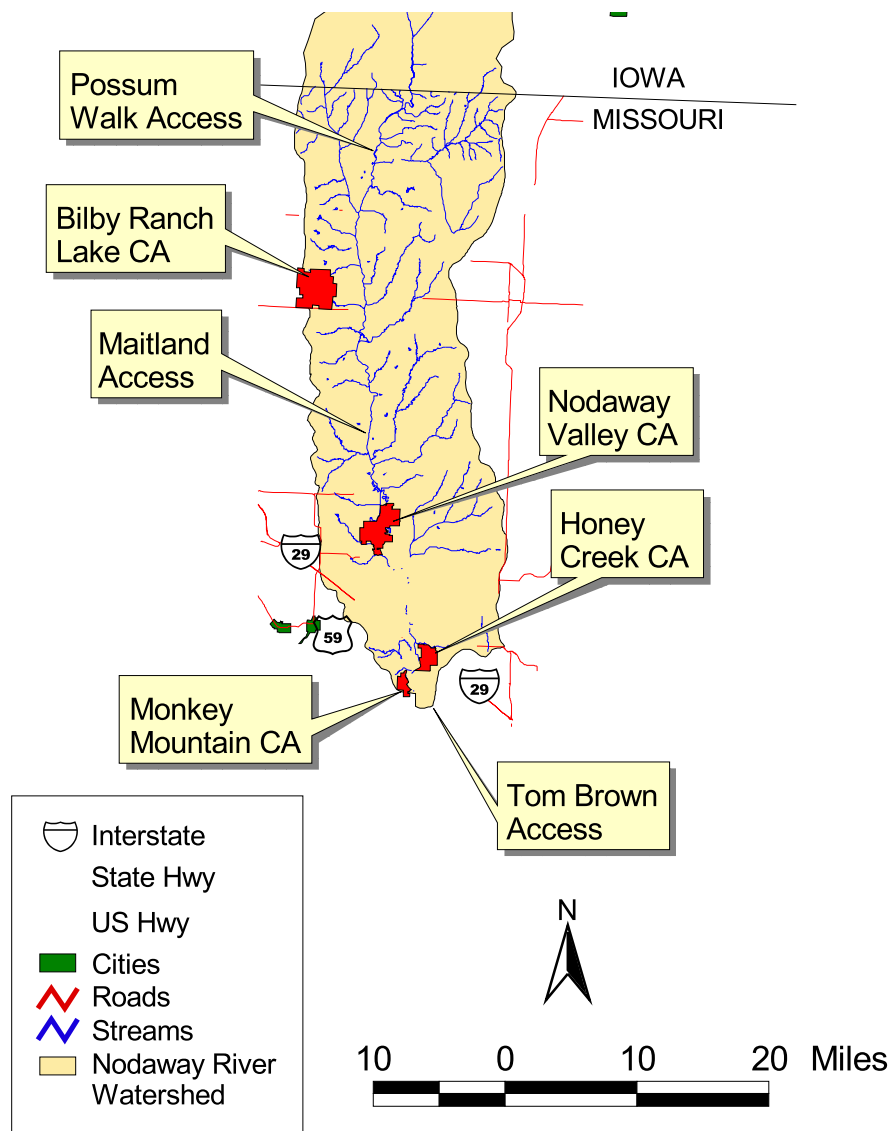 IOWA
MISSOURI
Possum
Walk Access
Bilby Ranch
Lake CA
Maitland
Access
Nodaway
Valley CA
Honey
Creek CA
29
59
29
Monkey
Mountain CA
Tom Brown
Access
Interstate
State Hwy
US Hwy
Cities
Roads
Streams
Nodaway River
Watershed
N
10 0 10 20 Miles